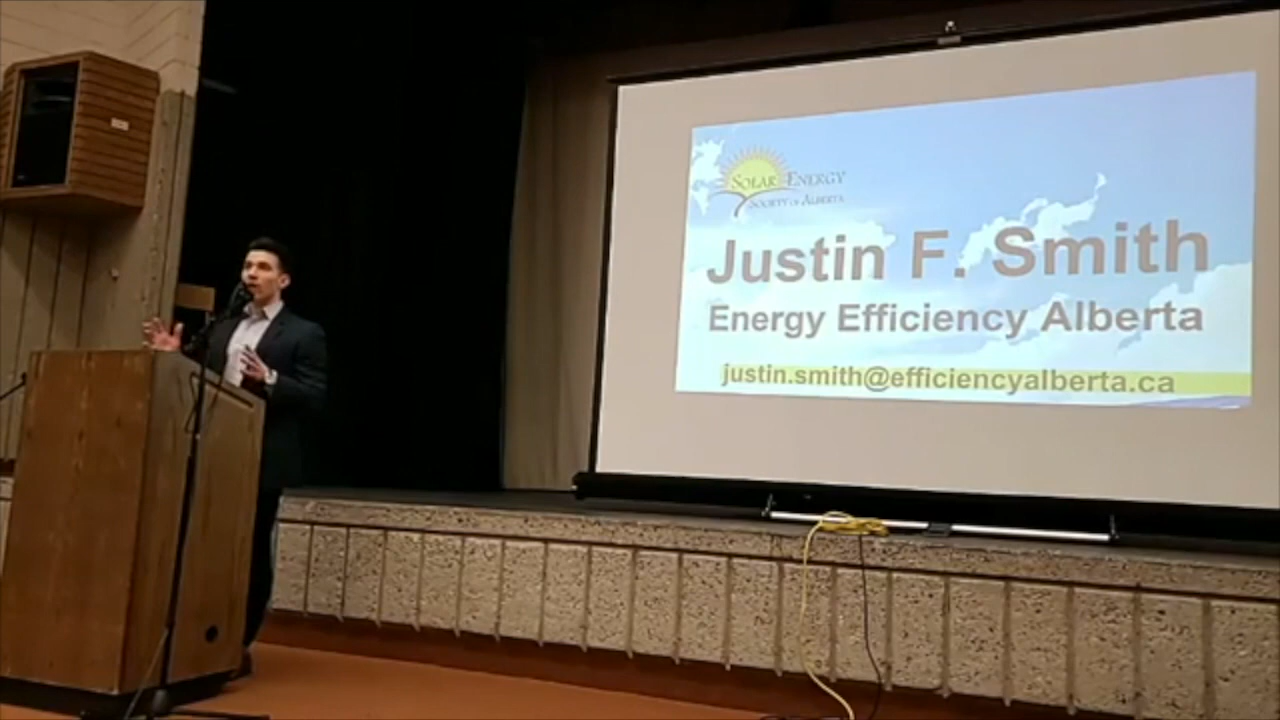 SOLAR ENERGY
SOCIETY OF ALBERTA
Justin F. Smith
Energy Efficiency Alberta
justin.smith@efficiencyalberta.ca